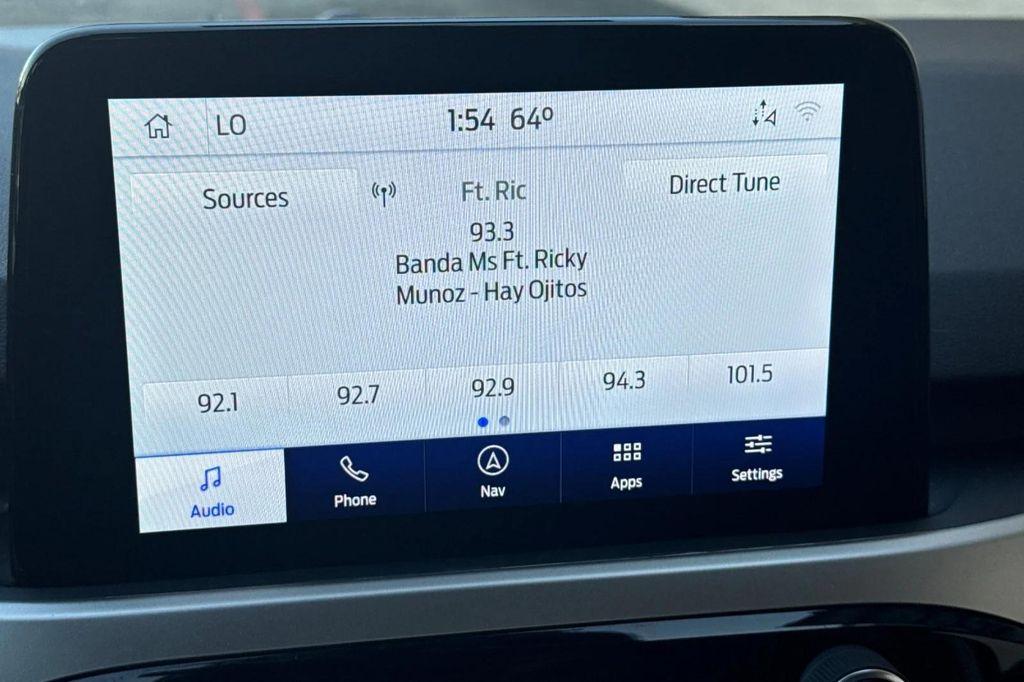 LO 1:54 64º
Sources Ft. Ric Direct Tune
93.3
Banda Ms Ft. Ricky
Munoz - Hay Ojitos
92.1 92.7 92.9 94.3 101.5
Audio Phone Nav Apps Settings